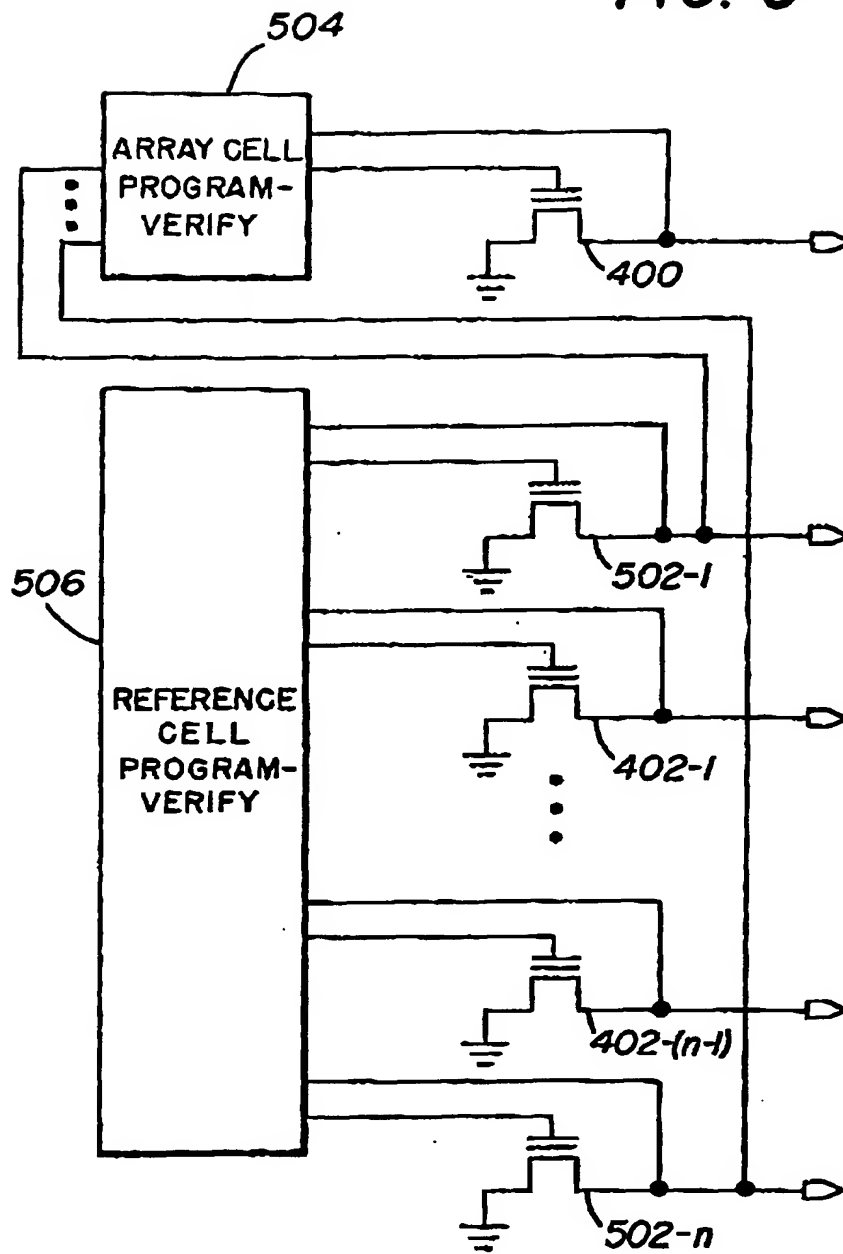 504
ARRAY CELL
PROGRAM-
VERIFY
400
502-1
506
402-1
REFERENCE
CELL
PROGRAM-
VERIFY
402-(n-1)
502-n